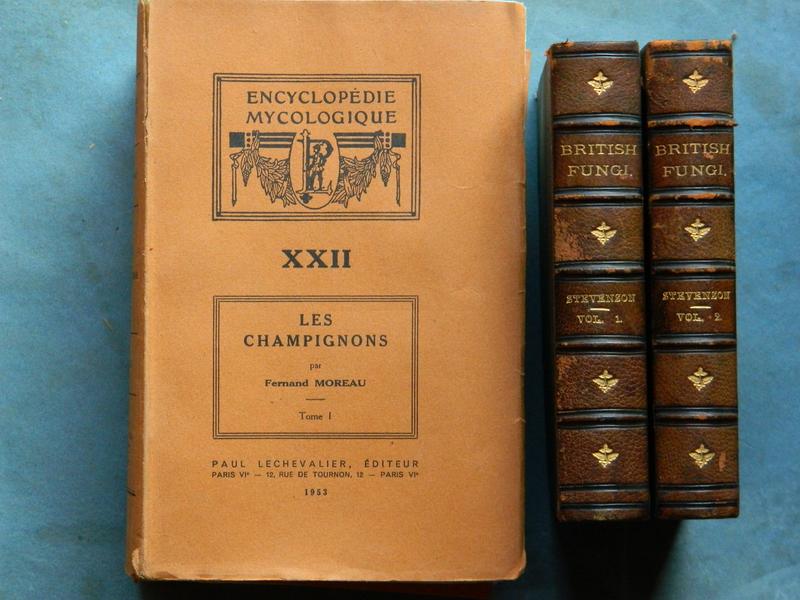 ENCYCLOPÉDIE
MYCOLOGIQUE
XXII
LES
CHAMPIGNONS
par
Fernand MOREAU
Tome I
PAUL LECHEVALIER, ÉDITEUR
PARIS VIe — 12, RUE DE TOURNON, 12 — PARIS VIe
1953
BRITISH
FUNGI.
STEVENSON
VOL. 1.
BRITISH
FUNGI.
STEVENSON
VOL. 2